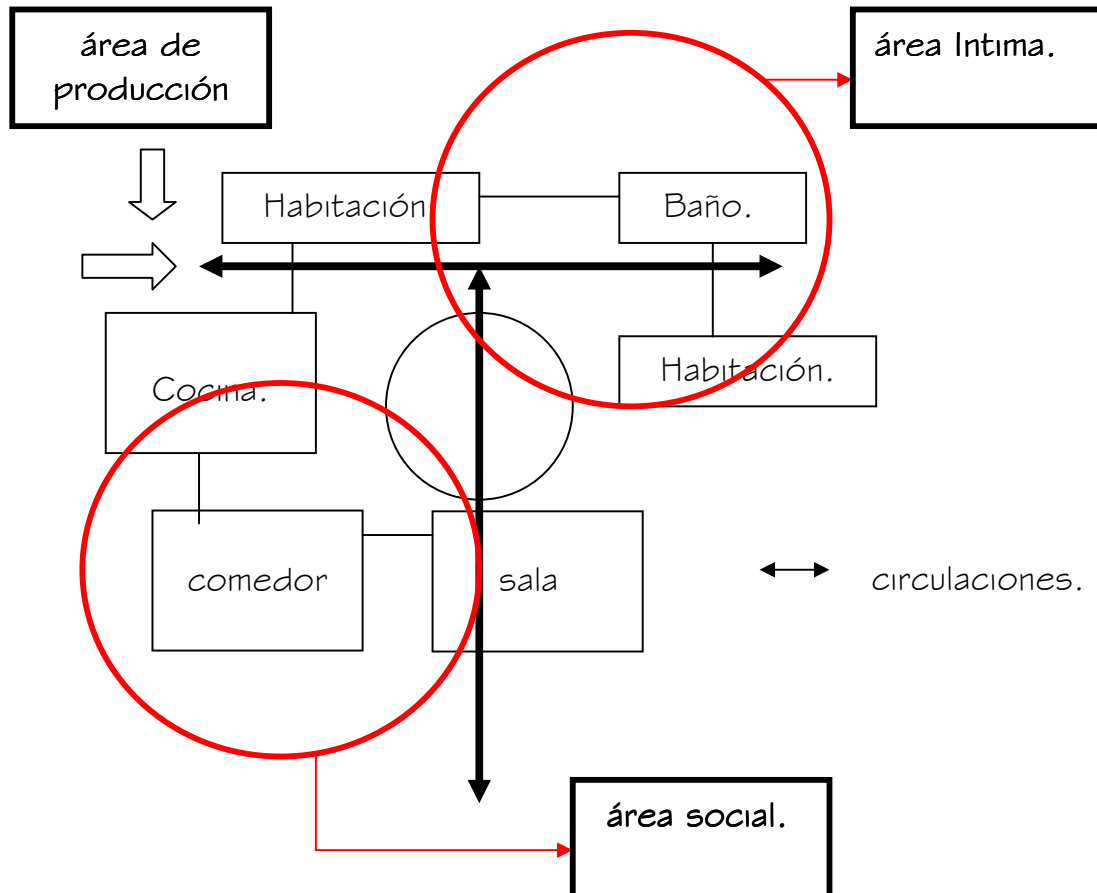 área de
producción
área Intima.
Habitación
Baño.
Habitación.
Cocina.
comedor
sala
circulaciones.
área social.